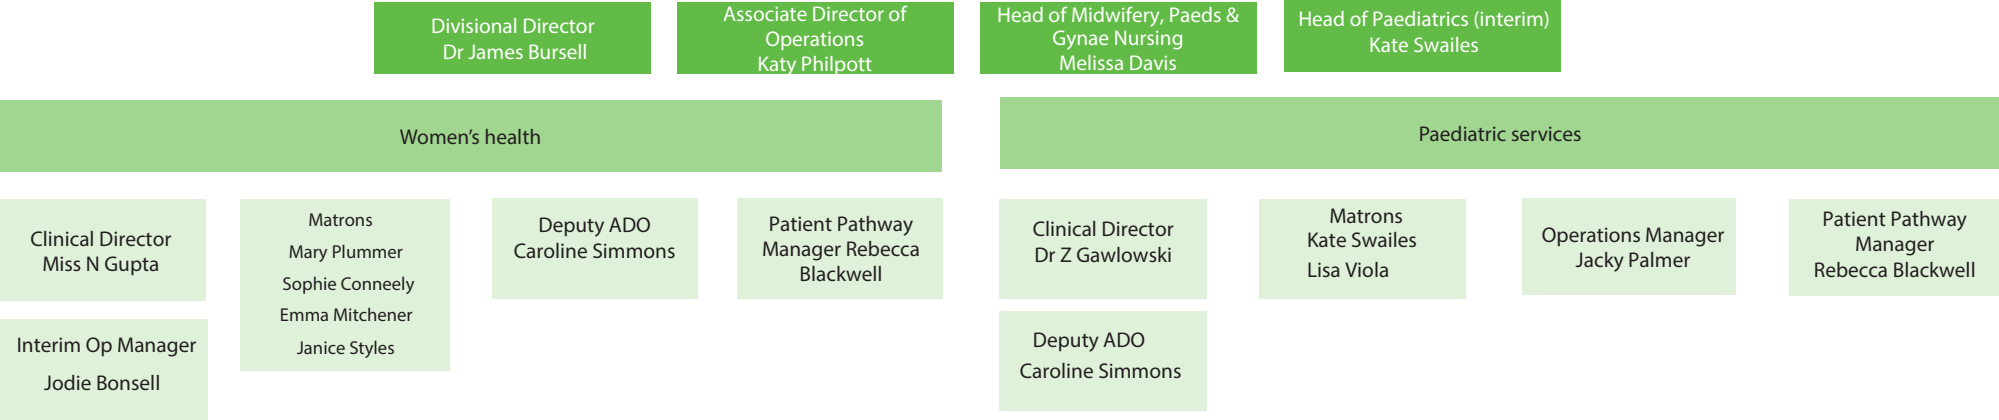 Divisional Director
Dr James Bursell
Associate Director of
Operations
Katy Philpott
Head of Midwifery, Paeds &
Gynae Nursing
Melissa Davis
Head of Paediatrics (interim)
Kate Swailes
Women’s health
Paediatric services
Clinical Director
Miss N Gupta
Matrons
Mary Plummer
Sophie Conneely
Emma Mitchener
Janice Styles
Deputy ADO
Caroline Simmons
Patient Pathway
Manager Rebecca
Blackwell
Interim Op Manager
Jodie Bonsell
Clinical Director
Dr Z Gawlowski
Matrons
Kate Swailes
Lisa Viola
Operations Manager
Jacky Palmer
Patient Pathway
Manager
Rebecca Blackwell
Deputy ADO
Caroline Simmons